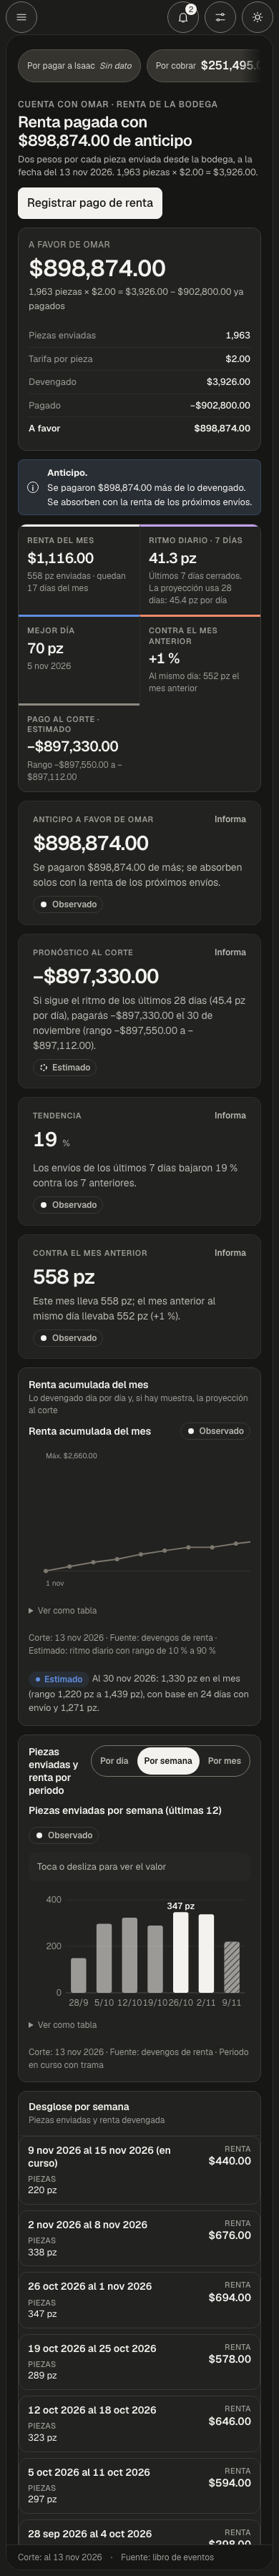 2
Por pagar a Isaac Sin dato
Por cobrar $251,495.0
CUENTA CON OMAR · RENTA DE LA BODEGA
Renta pagada con
$898,874.00 de anticipo
Dos pesos por cada pieza enviada desde la bodega, a la
fecha del 13 nov 2026. 1,963 piezas × $2.00 = $3,926.00.
Registrar pago de renta
A FAVOR DE OMAR
$898,874.00
1,963 piezas × $2.00 = $3,926.00 − $902,800.00 ya
pagados
Piezas enviadas 1,963
Tarifa por pieza $2.00
Devengado $3,926.00
Pagado −$902,800.00
A favor $898,874.00
Anticipo.
Se pagaron $898,874.00 más de lo devengado.
Se absorben con la renta de los próximos envíos.
RENTA DEL MES
$1,116.00
558 pz enviadas · quedan
17 días del mes
RITMO DIARIO · 7 DÍAS
41.3 pz
Últimos 7 días cerrados.
La proyección usa 28
días: 45.4 pz por día
MEJOR DÍA
70 pz
5 nov 2026
CONTRA EL MES
ANTERIOR
+1 %
Al mismo día: 552 pz el
mes anterior
PAGO AL CORTE ·
ESTIMADO
−$897,330.00
Rango −$897,550.00 a −
$897,112.00
ANTICIPO A FAVOR DE OMAR Informa
$898,874.00
Se pagaron $898,874.00 de más; se absorben
solos con la renta de los próximos envíos.
Observado
PRONÓSTICO AL CORTE Informa
−$897,330.00
Si sigue el ritmo de los últimos 28 días (45.4 pz
por día), pagarás −$897,330.00 el 30 de
noviembre (rango −$897,550.00 a −
$897,112.00).
Estimado
TENDENCIA Informa
19 %
Los envíos de los últimos 7 días bajaron 19 %
contra los 7 anteriores.
Observado
CONTRA EL MES ANTERIOR Informa
558 pz
Este mes lleva 558 pz; el mes anterior al
mismo día llevaba 552 pz (+1 %).
Observado
Renta acumulada del mes
Lo devengado día por día y, si hay muestra, la proyección
al corte
Renta acumulada del mes
Observado
Máx. $2,660.00
1 nov
Ver como tabla
Corte: 13 nov 2026 · Fuente: devengos de renta ·
Estimado: ritmo diario con rango de 10 % a 90 %
Estimado Al 30 nov 2026: 1,330 pz en el mes
(rango 1,220 pz a 1,439 pz), con base en 24 días con
envío y 1,271 pz.
Piezas
enviadas y
renta por
periodo
Por día
Por semana
Por mes
Piezas enviadas por semana (últimas 12)
Observado
Toca o desliza para ver el valor
400
200
0
347 pz
28/9 5/10 12/10 19/10 26/10 2/11 9/11
Ver como tabla
Corte: 13 nov 2026 · Fuente: devengos de renta · Periodo
en curso con trama
Desglose por semana
Piezas enviadas y renta devengada
9 nov 2026 al 15 nov 2026 (en
curso)
PIEZAS
220 pz
RENTA
$440.00
2 nov 2026 al 8 nov 2026
PIEZAS
338 pz
RENTA
$676.00
26 oct 2026 al 1 nov 2026
PIEZAS
347 pz
RENTA
$694.00
19 oct 2026 al 25 oct 2026
PIEZAS
289 pz
RENTA
$578.00
12 oct 2026 al 18 oct 2026
PIEZAS
323 pz
RENTA
$646.00
5 oct 2026 al 11 oct 2026
PIEZAS
297 pz
RENTA
$594.00
28 sep 2026 al 4 oct 2026
RENTA
Corte: al 13 nov 2026 · Fuente: libro de eventos